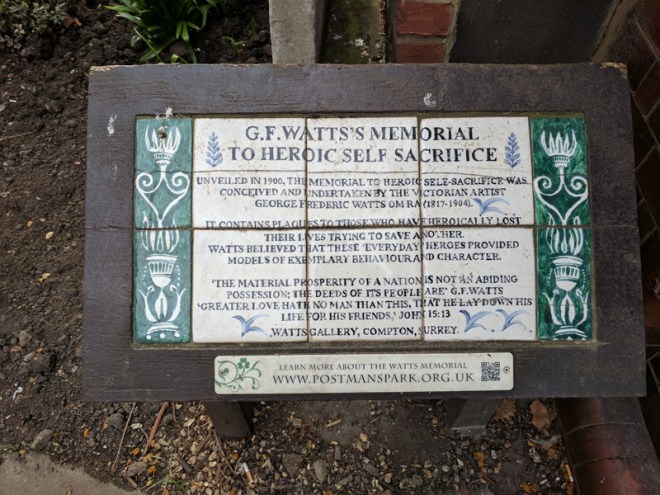 G.F.WATTS'S MEMORIAL
TO HEROIC SELF SACRIFICE
UNVEILED IN 1900, THE MEMORIAL TO HEROIC SELF-SACRIFICE WAS
CONCEIVED AND UNDERTAKEN BY THE VICTORIAN ARTIST
GEORGE FREDERIC WATTS OM RA (1817-1904).
IT CONTAINS PLAQUES TO THOSE WHO HAVE HEROICALLY LOST
THEIR LIVES TRYING TO SAVE ANOTHER.
WATTS BELIEVED THAT THESE 'EVERYDAY' HEROES PROVIDED
MODELS OF EXEMPLARY BEHAVIOUR AND CHARACTER.
'THE MATERIAL PROSPERITY OF A NATION IS NOT AN ABIDING
POSSESSION; THE DEEDS OF ITS PEOPLE ARE' G.F.WATTS
'GREATER LOVE HATH NO MAN THAN THIS, THAT HE LAY DOWN HIS
LIFE FOR HIS FRIENDS,' JOHN 15:13
WATTS GALLERY, COMPTON, SURREY.
LEARN MORE ABOUT THE WATTS MEMORIAL
WWW.POSTMANSPARK.ORG.UK